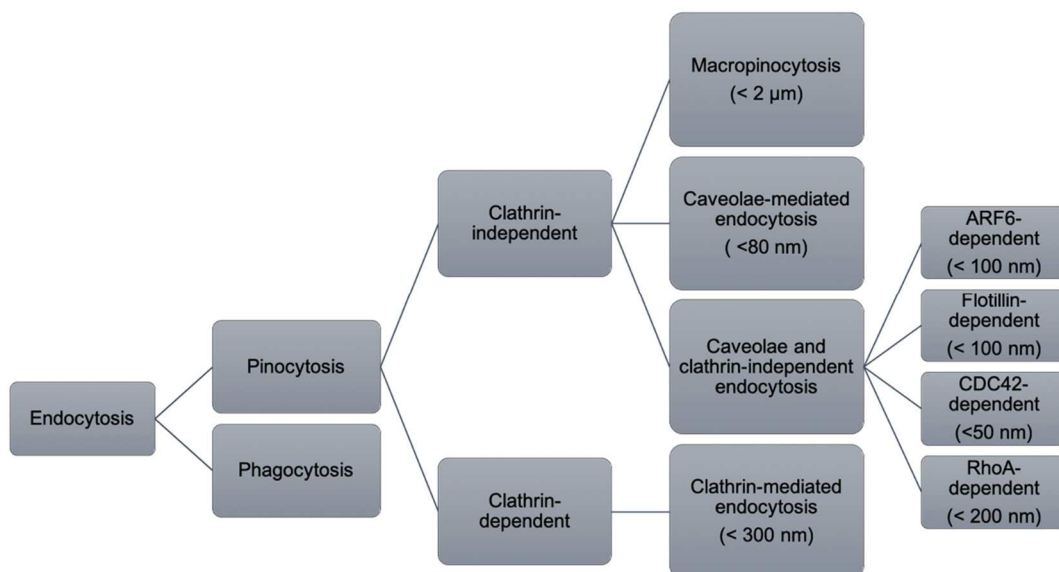 Endocytosis
Pinocytosis
Phagocytosis
Clathrin-
independent
Clathrin-
dependent
Macropinocytosis
(< 2 µm)
Caveolae-mediated
endocytosis
( <80 nm)
Caveolae and
clathrin-independent
endocytosis
Clathrin-mediated
endocytosis
(< 300 nm)
ARF6-
dependent
(< 100 nm)
Flotillin-
dependent
(< 100 nm)
CDC42-
dependent
(<50 nm)
RhoA-
dependent
(< 200 nm)